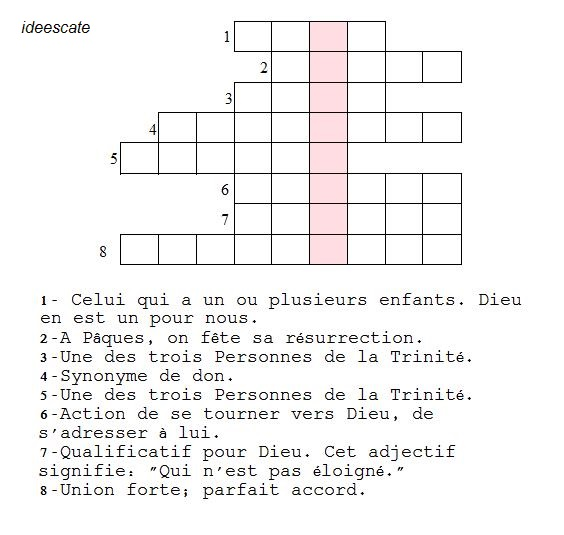 ideescate
1
2
3
4
5
6
7
8
1- Celui qui a un ou plusieurs enfants. Dieu
en est un pour nous.
2-A Pâques, on fête sa résurrection.
3-Une des trois Personnes de la Trinité.
4-Synonyme de don.
5-Une des trois Personnes de la Trinité.
6-Action de se tourner vers Dieu, de
s'adresser à lui.
7-Qualificatif pour Dieu. Cet adjectif
signifie: "Qui n'est pas éloigné."
8-Union forte; parfait accord.